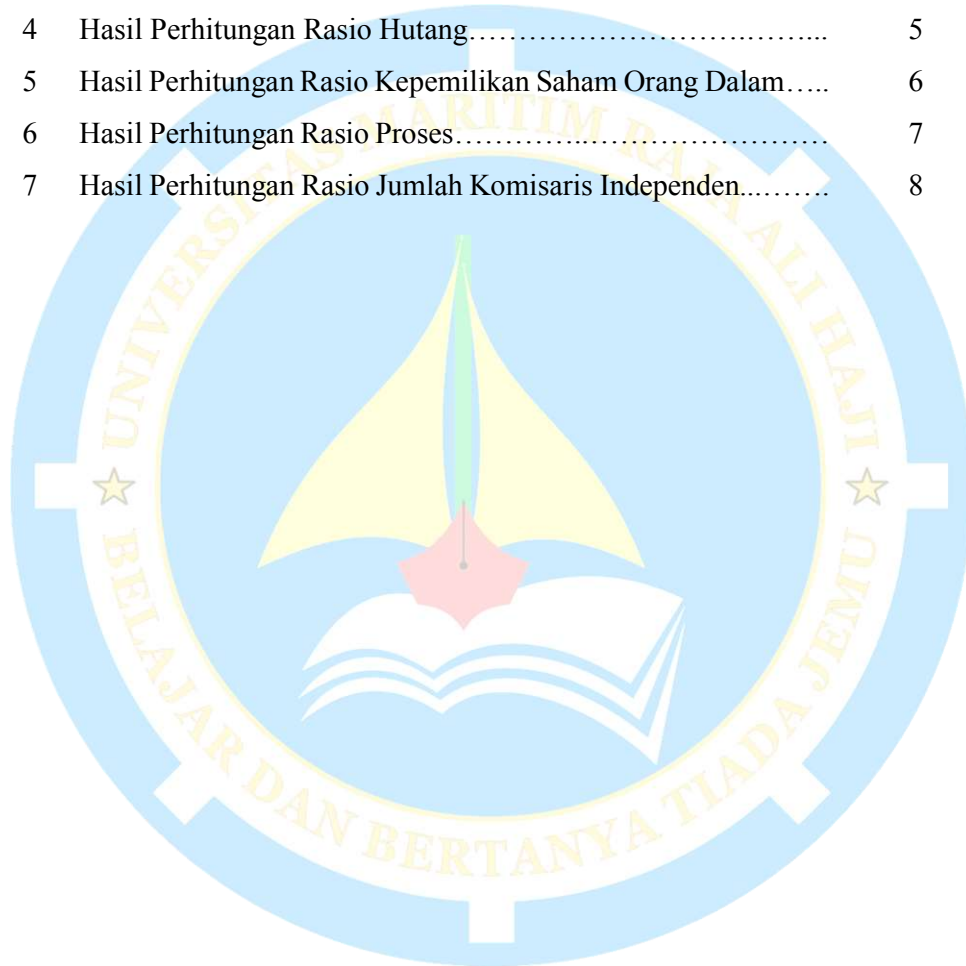 4 Hasil Perhitungan Rasio Hutang……………………….……... 5
5 Hasil Perhitungan Rasio Kepemilikan Saham Orang Dalam….. 6
6 Hasil Perhitungan Rasio Proses…………..…………………… 7
7 Hasil Perhitungan Rasio Jumlah Komisaris Independen...……. 8
UNIVERSITAS MARITIM RAJA ALI HAJI
BELAJAR DAN BERTANYA TIADA JEMU